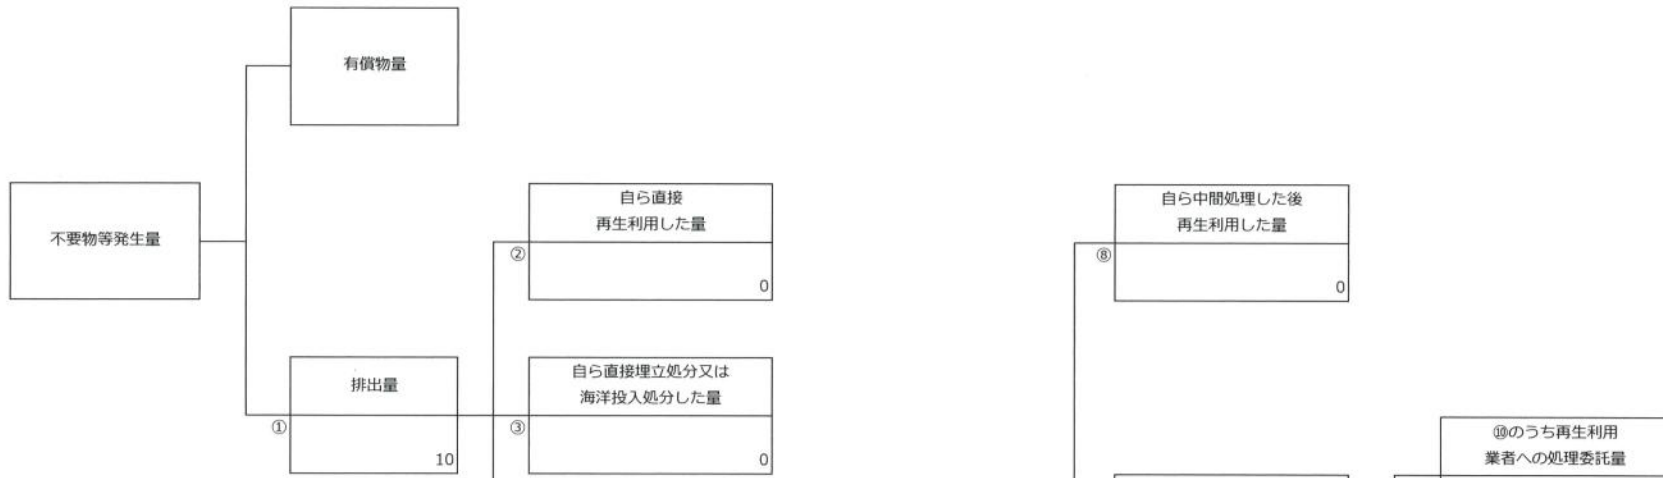 有償物量
不要物等発生量
自ら直接
再生利用した量
②
0
自ら中間処理した後
再生利用した量
⑧
0
排出量
①
10
自ら直接埋立処分又は
海洋投入処分した量
③
0
⑩のうち再生利用
業者への処理委託量